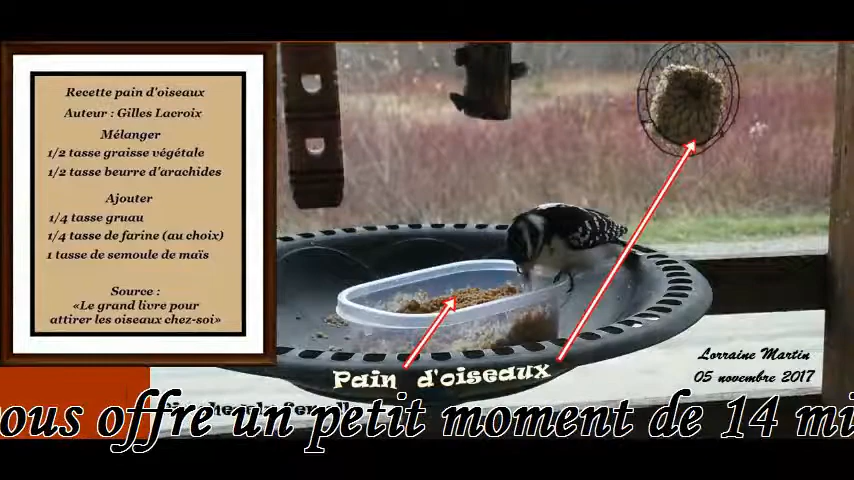 Recette pain d'oiseaux
Auteur : Gilles Lacroix
Mélanger
1/2 tasse graisse végétale
1/2 tasse beurre d'arachides
Ajouter
1/4 tasse gruau
1/4 tasse de farine (au choix)
1 tasse de semoule de maïs
Source :
«Le grand livre pour
attirer les oiseaux chez-soi»
Pain d'oiseaux
Lorraine Martin
05 novembre 2017
ous offre un petit moment de 14 mi